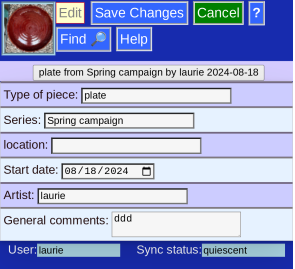 Edit Save Changes Cancel ?
Find 🔎 Help
plate from Spring campaign by laurie 2024-08-18
Type of piece: plate
Series: Spring campaign
location:
Start date: 08/18/2024
Artist: laurie
General comments: ddd
User: laurie Sync status: quiescent